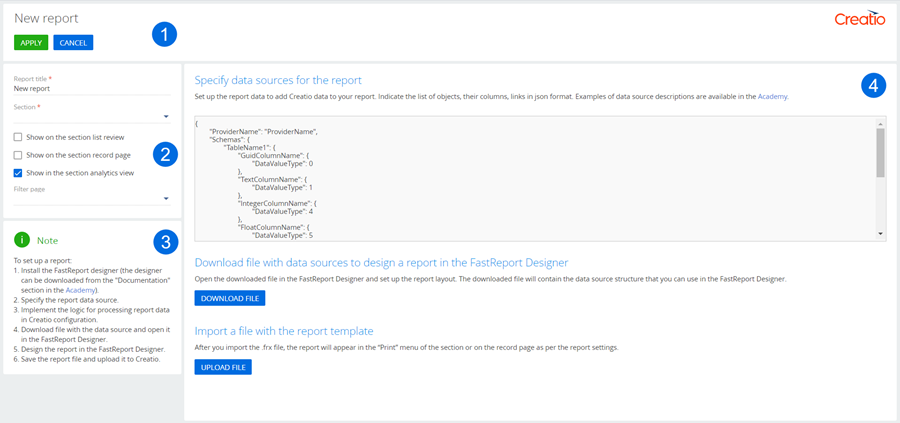 New report
APPLY
CANCEL
1
Creatio
Report title *
New report
Section *
Show on the section list review
Show on the section record page
Show in the section analytics view
Filter page
2
Note
3
To set up a report:
1. Install the FastReport designer (the designer
can be downloaded from the "Documentation"
section in the Academy).
2. Specify the report data source.
3. Implement the logic for processing report data
in Creatio configuration.
4. Download file with the data source and open it
in the FastReport Designer.
5. Design the report in the FastReport Designer.
6. Save the report file and upload it to Creatio.
Specify data sources for the report
4
Set up the report data to add Creatio data to your report. Indicate the list of objects, their columns, links in json format. Examples of data source descriptions are available in the Academy.
{
"ProviderName": "ProviderName",
"Schemas": {
"TableName1": {
"GuidColumnName": {
"DataValueType": 0
},
"TextColumnName": {
"DataValueType": 1
},
"IntegerColumnName": {
"DataValueType": 4
},
"FloatColumnName": {
"DataValueType": 5
Download file with data sources to design a report in the FastReport Designer
Open the downloaded file in the FastReport Designer and set up the report layout. The downloaded file will contain the data source structure that you can use in the FastReport Designer.
DOWNLOAD FILE
Import a file with the report template
After you import the .frx file, the report will appear in the "Print" menu of the section or on the record page as per the report settings.
UPLOAD FILE